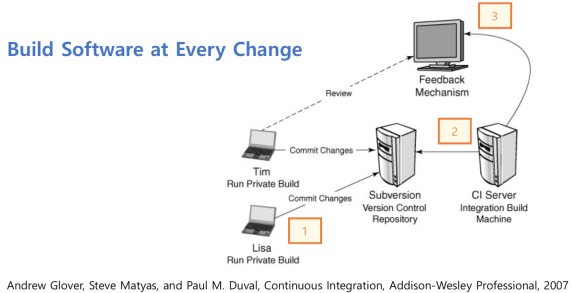 3
Build Software at Every Change
Feedback
Mechanism
Review
2
Commit Changes
Tim
Run Private Build
Commit Changes
Subversion
Version Control
Repository
CI Server
Integration Build
Machine
1
Lisa
Run Private Build
Andrew Glover, Steve Matyas, and Paul M. Duval, Continuous Integration, Addison-Wesley Professional, 2007